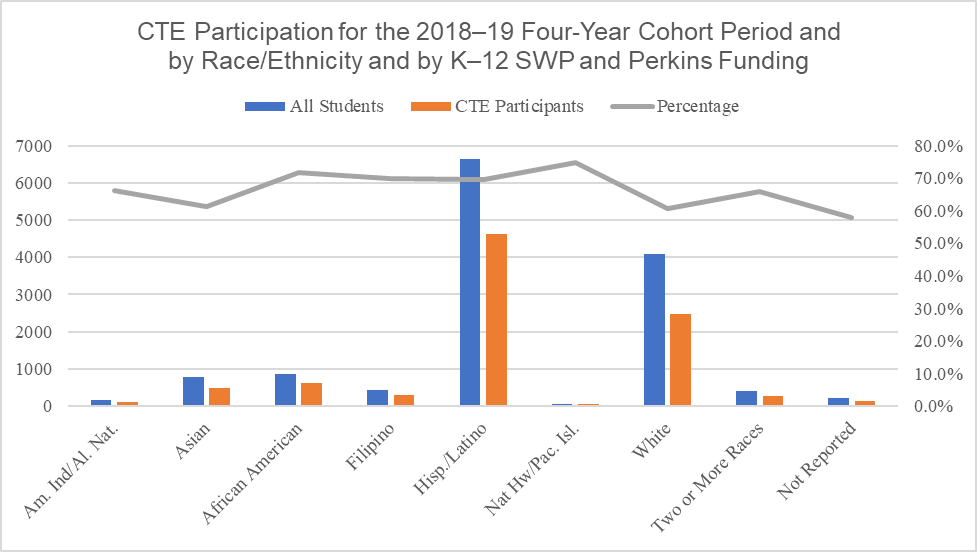 CTE Participation for the 2018–19 Four-Year Cohort Period and
by Race/Ethnicity and by K–12 SWP and Perkins Funding
All Students CTE Participants Percentage
7000 80.0%
6000 70.0%
5000 60.0%
4000 50.0%
3000 40.0%
2000 30.0%
1000 20.0%
0 10.0%
0.0%
Am. Ind/Al. Nat.
Asian
African American
Filipino
Hisp./Latino
Nat Hw/Pac. Isl.
White
Two or More Races
Not Reported